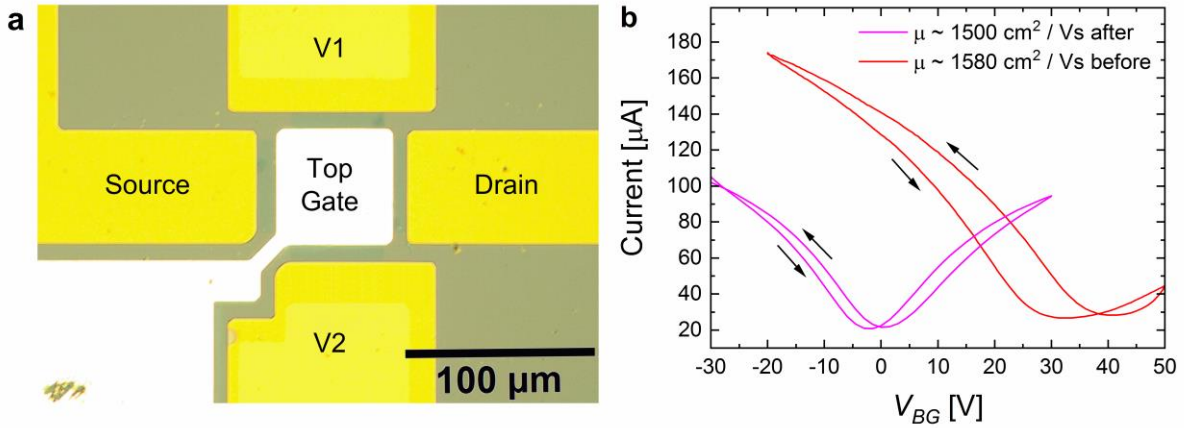 a
V1
Source
Top
Gate
Drain
V2
100 μm
b
μ ~ 1500 cm² / Vs after
μ ~ 1580 cm² / Vs before
180
160
140
120
100
80
60
40
20
Current [μA]
-30 -20 -10 0 10 20 30 40 50
V_BG [V]